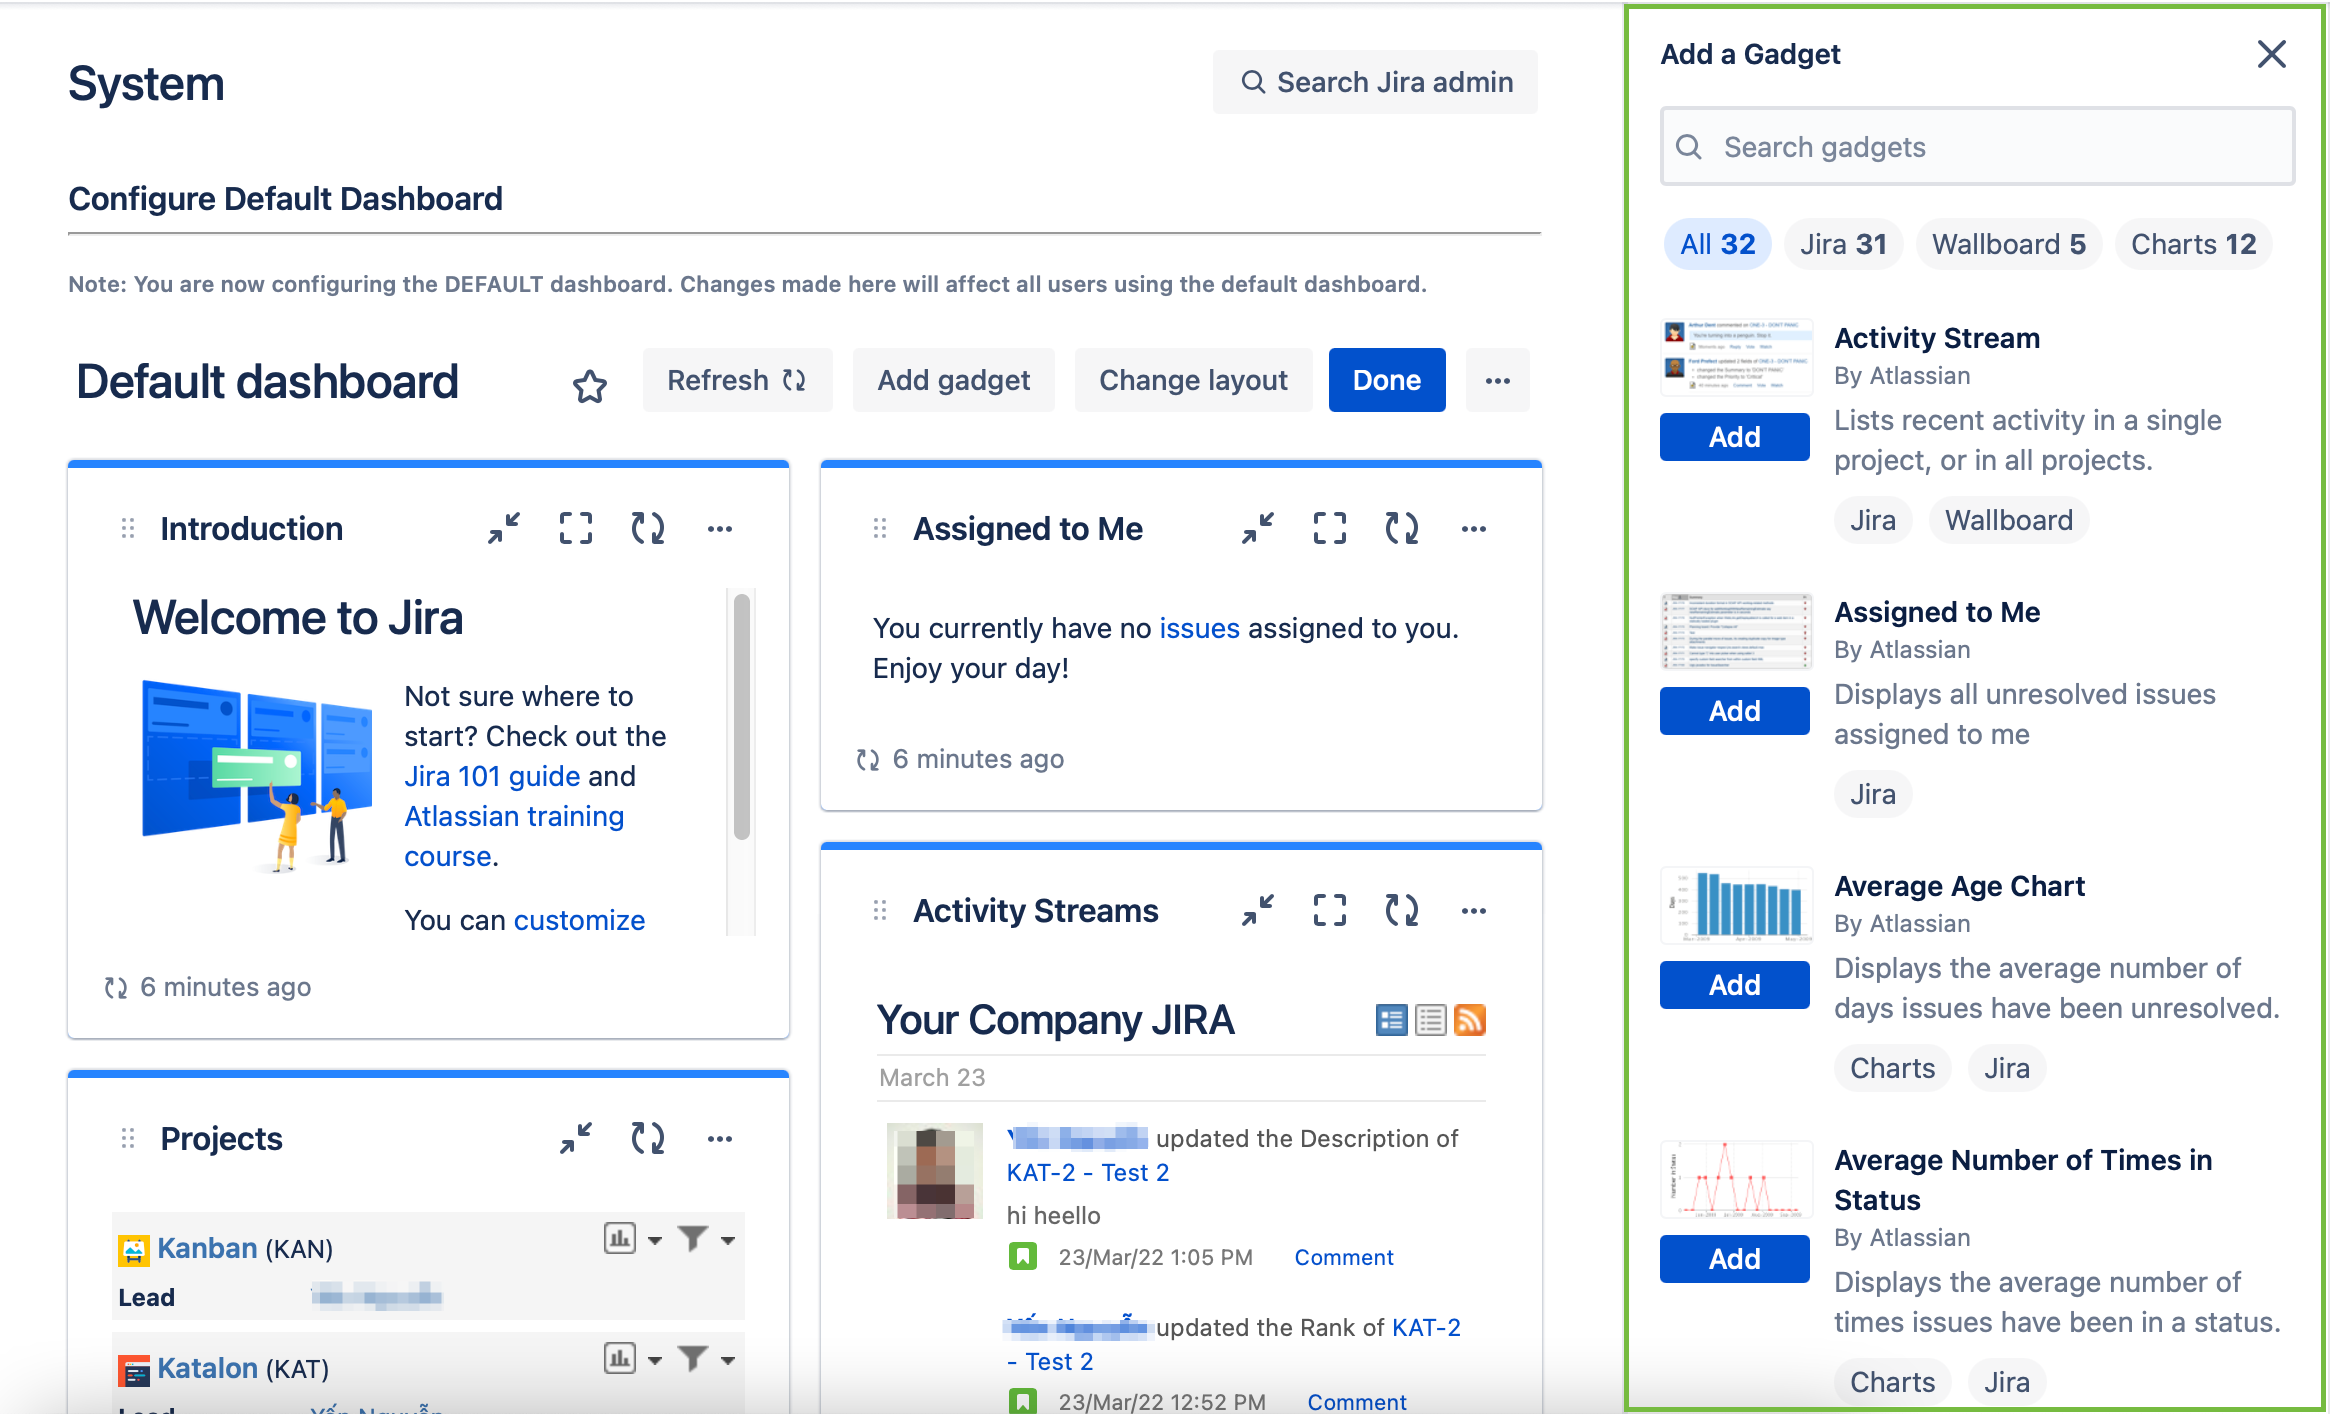 System
Search Jira admin
Configure Default Dashboard
Note: You are now configuring the DEFAULT dashboard. Changes made here will affect all users using the default dashboard.
Default dashboard
Refresh
Add gadget
Change layout
Done
Introduction
Welcome to Jira
Not sure where to
start? Check out the
Jira 101 guide and
Atlassian training
course.
You can customize
6 minutes ago
Projects
Kanban (KAN)
Lead
Katalon (KAT)
Lead
Assigned to Me
You currently have no issues assigned to you.
Enjoy your day!
6 minutes ago
Activity Streams
Your Company JIRA
March 23
updated the Description of
KAT-2 - Test 2
hi heello
23/Mar/22 1:05 PM Comment
updated the Rank of KAT-2
- Test 2
23/Mar/22 12:52 PM Comment
Add a Gadget
Search gadgets
All 32 Jira 31 Wallboard 5 Charts 12
Activity Stream
By Atlassian
Add
Lists recent activity in a single
project, or in all projects.
Jira Wallboard
Assigned to Me
By Atlassian
Add
Displays all unresolved issues
assigned to me
Jira
Average Age Chart
By Atlassian
Add
Displays the average number of
days issues have been unresolved.
Charts Jira
Average Number of Times in
Status
By Atlassian
Add
Displays the average number of
times issues have been in a status.
Charts Jira